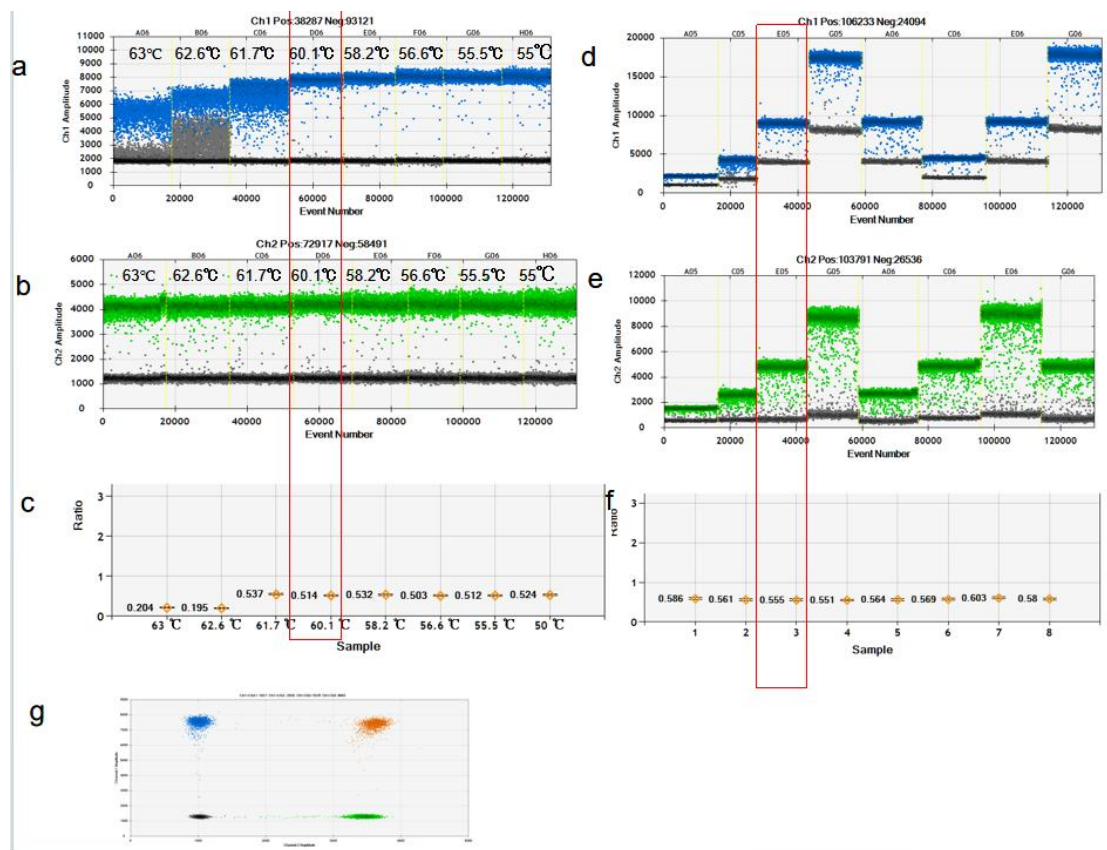 a
Ch1 Pos:38287 Neg:93121
A06 B06 C06 D06 E06 F06 G06 H06
63℃ 62.6℃ 61.7℃ 60.1℃ 58.2℃ 56.6℃ 55.5℃ 55℃
Ch1 Amplitude
11000
10000
9000
8000
7000
6000
5000
4000
3000
2000
1000
0
0 20000 40000 60000 80000 100000 120000
Event Number
b
Ch2 Pos:72917 Neg:58491
A06 B06 C06 D06 E06 F06 G06 H06
63℃ 62.6℃ 61.7℃ 60.1℃ 58.2℃ 56.6℃ 55.5℃ 55℃
Ch2 Amplitude
6000
5000
4000
3000
2000
1000
0
0 20000 40000 60000 80000 100000 120000
Event Number
c
Ratio
3
2
1
0
0.204 0.195 0.537 0.514 0.532 0.503 0.512 0.524
63℃ 62.6℃ 61.7℃ 60.1℃ 58.2℃ 56.6℃ 55.5℃ 50℃
Sample
d
Ch1 Pos:106233 Neg:24094
A05 C05 E05 G05 A06 C06 E06 G06
Ch1 Amplitude
20000
15000
10000
5000
0
0 20000 40000 60000 80000 100000 120000
Event Number
e
Ch2 Pos:103791 Neg:26536
A05 C05 E05 G05 A06 C06 E06 G06
Ch2 Amplitude
12000
10000
8000
6000
4000
2000
0
0 20000 40000 60000 80000 100000 120000
Event Number
f
Ratio
3
2
1
0
0.586 0.561 0.555 0.551 0.564 0.569 0.603 0.58
1 2 3 4 5 6 7 8
Sample
g